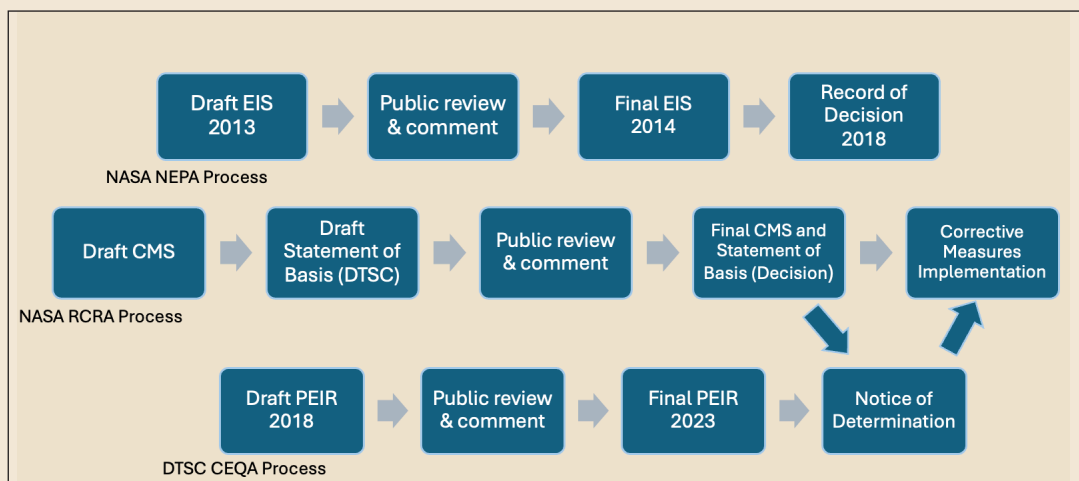 Draft EIS
2013
Public review
& comment
Final EIS
2014
Record of
Decision
2018
NASA NEPA Process
Draft CMS
Draft
Statement of
Basis (DTSC)
Public review
& comment
Final CMS and
Statement of
Basis (Decision)
Corrective
Measures
Implementation
NASA RCRA Process
Draft PEIR
2018
Public review
& comment
Final PEIR
2023
Notice of
Determination
DTSC CEQA Process